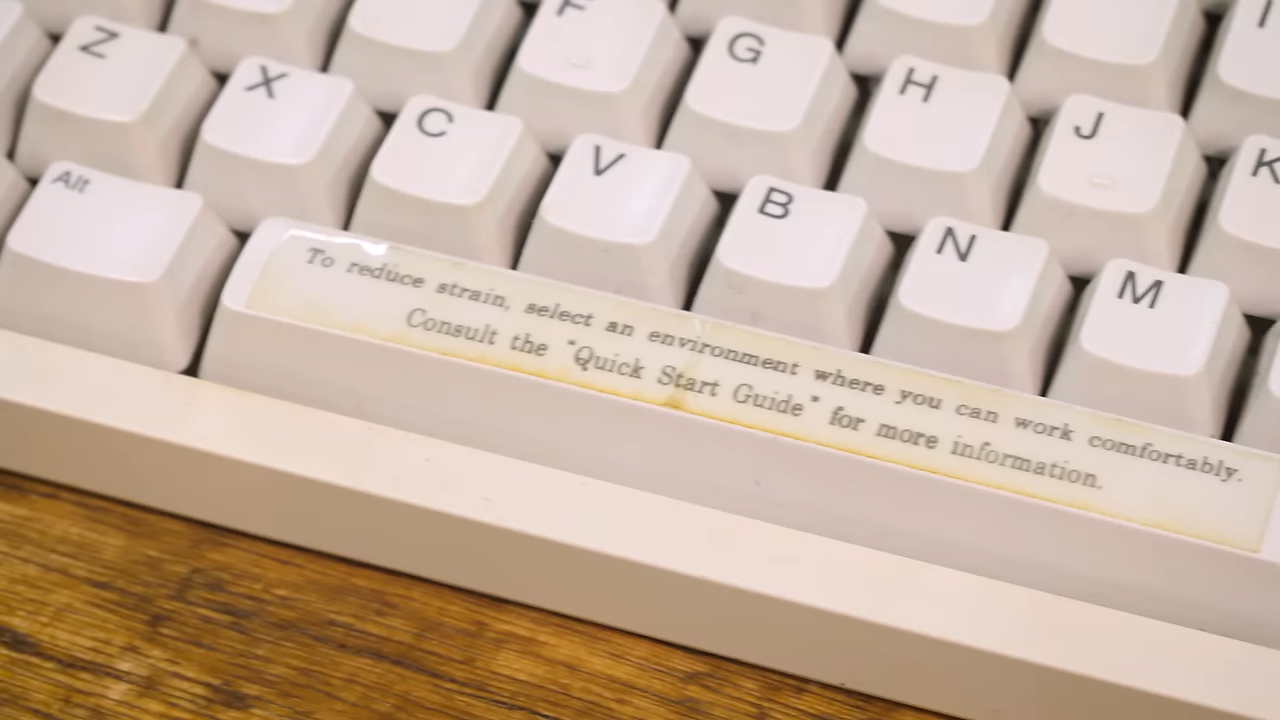 F G H J K I
Z X C V B N M
Alt
To reduce strain, select an environment where you can work comfortably.
Consult the "Quick Start Guide" for more information.